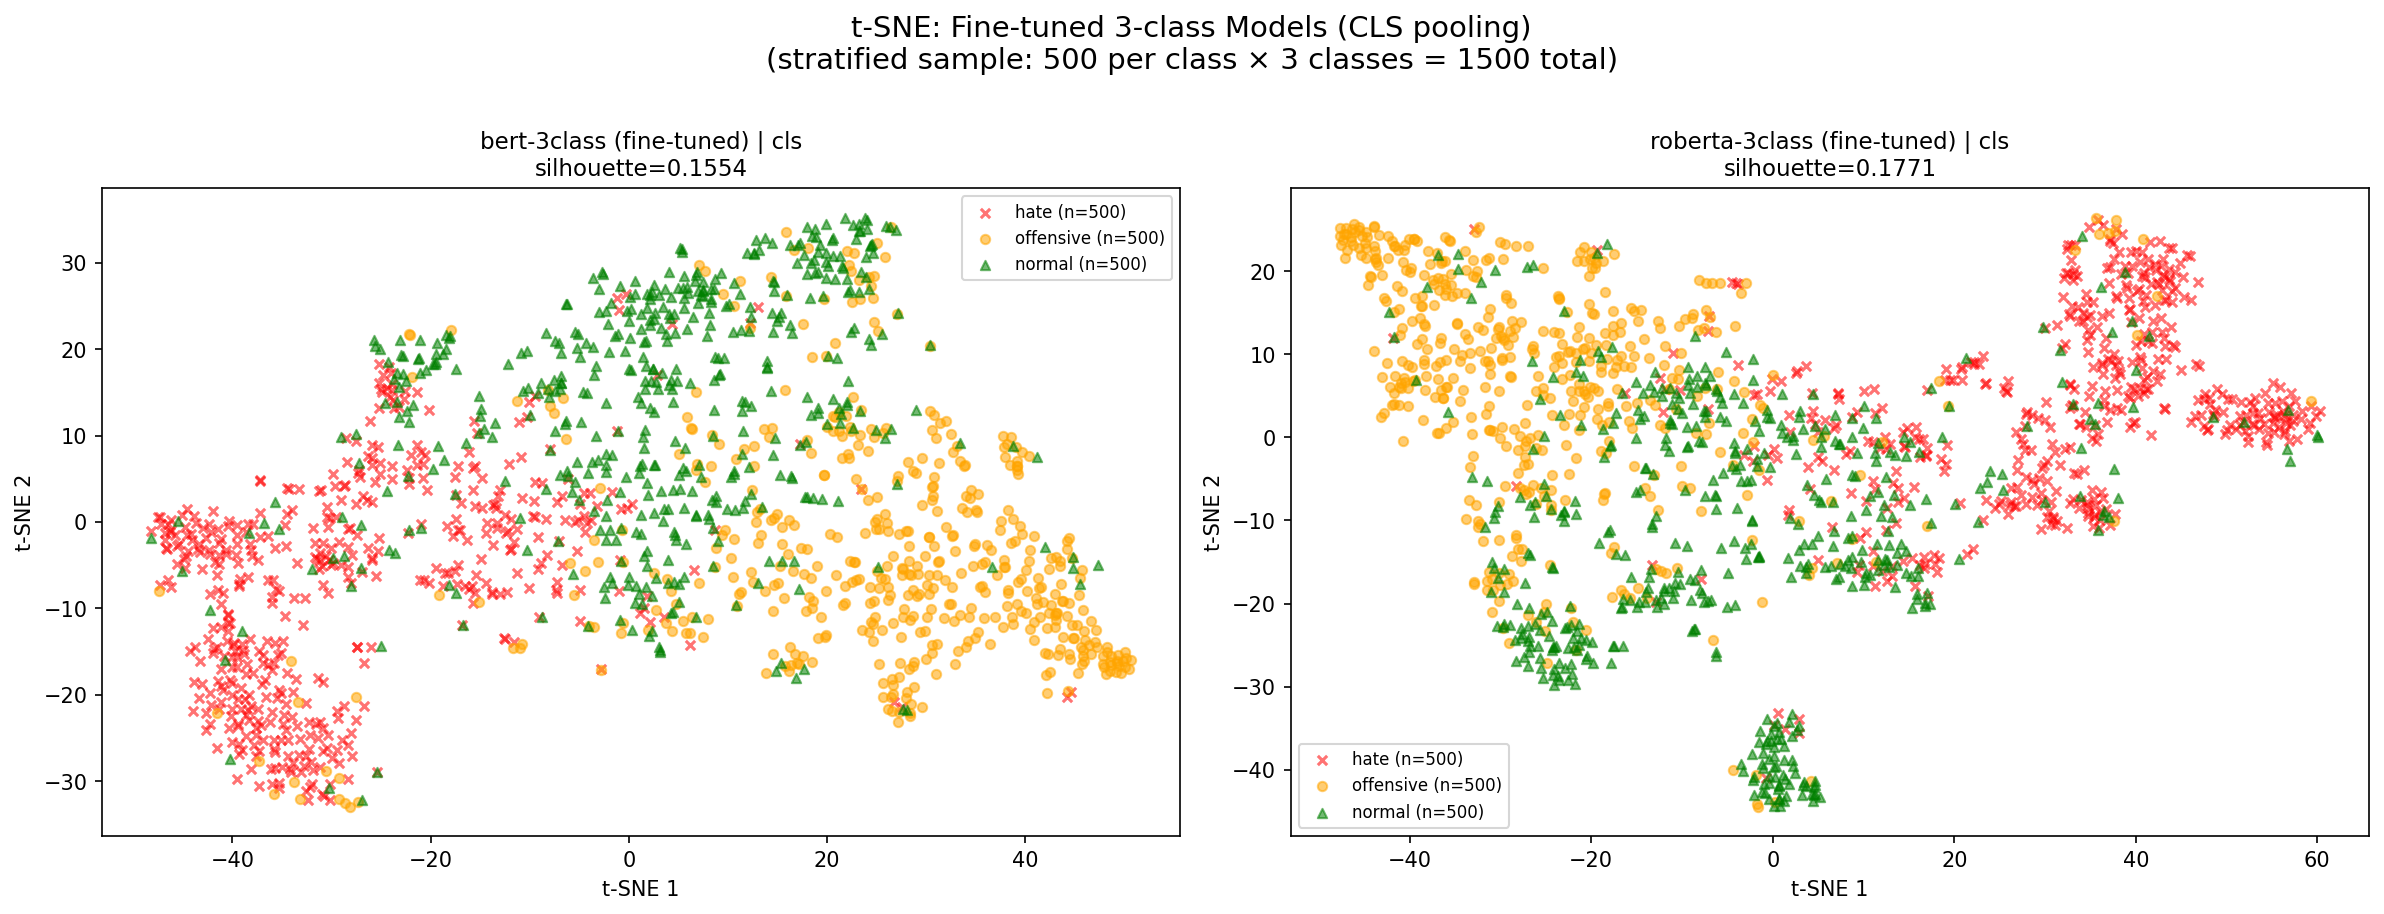 t-SNE: Fine-tuned 3-class Models (CLS pooling)
(stratified sample: 500 per class × 3 classes = 1500 total)
bert-3class (fine-tuned) | cls
silhouette=0.1554
hate (n=500)
offensive (n=500)
normal (n=500)
30
20
10
0
−10
−20
−30
t-SNE 2
−40
−20
0
20
40
t-SNE 1
roberta-3class (fine-tuned) | cls
silhouette=0.1771
20
10
0
−10
−20
−30
−40
t-SNE 2
hate (n=500)
offensive (n=500)
normal (n=500)
−40
−20
0
20
40
60
t-SNE 1